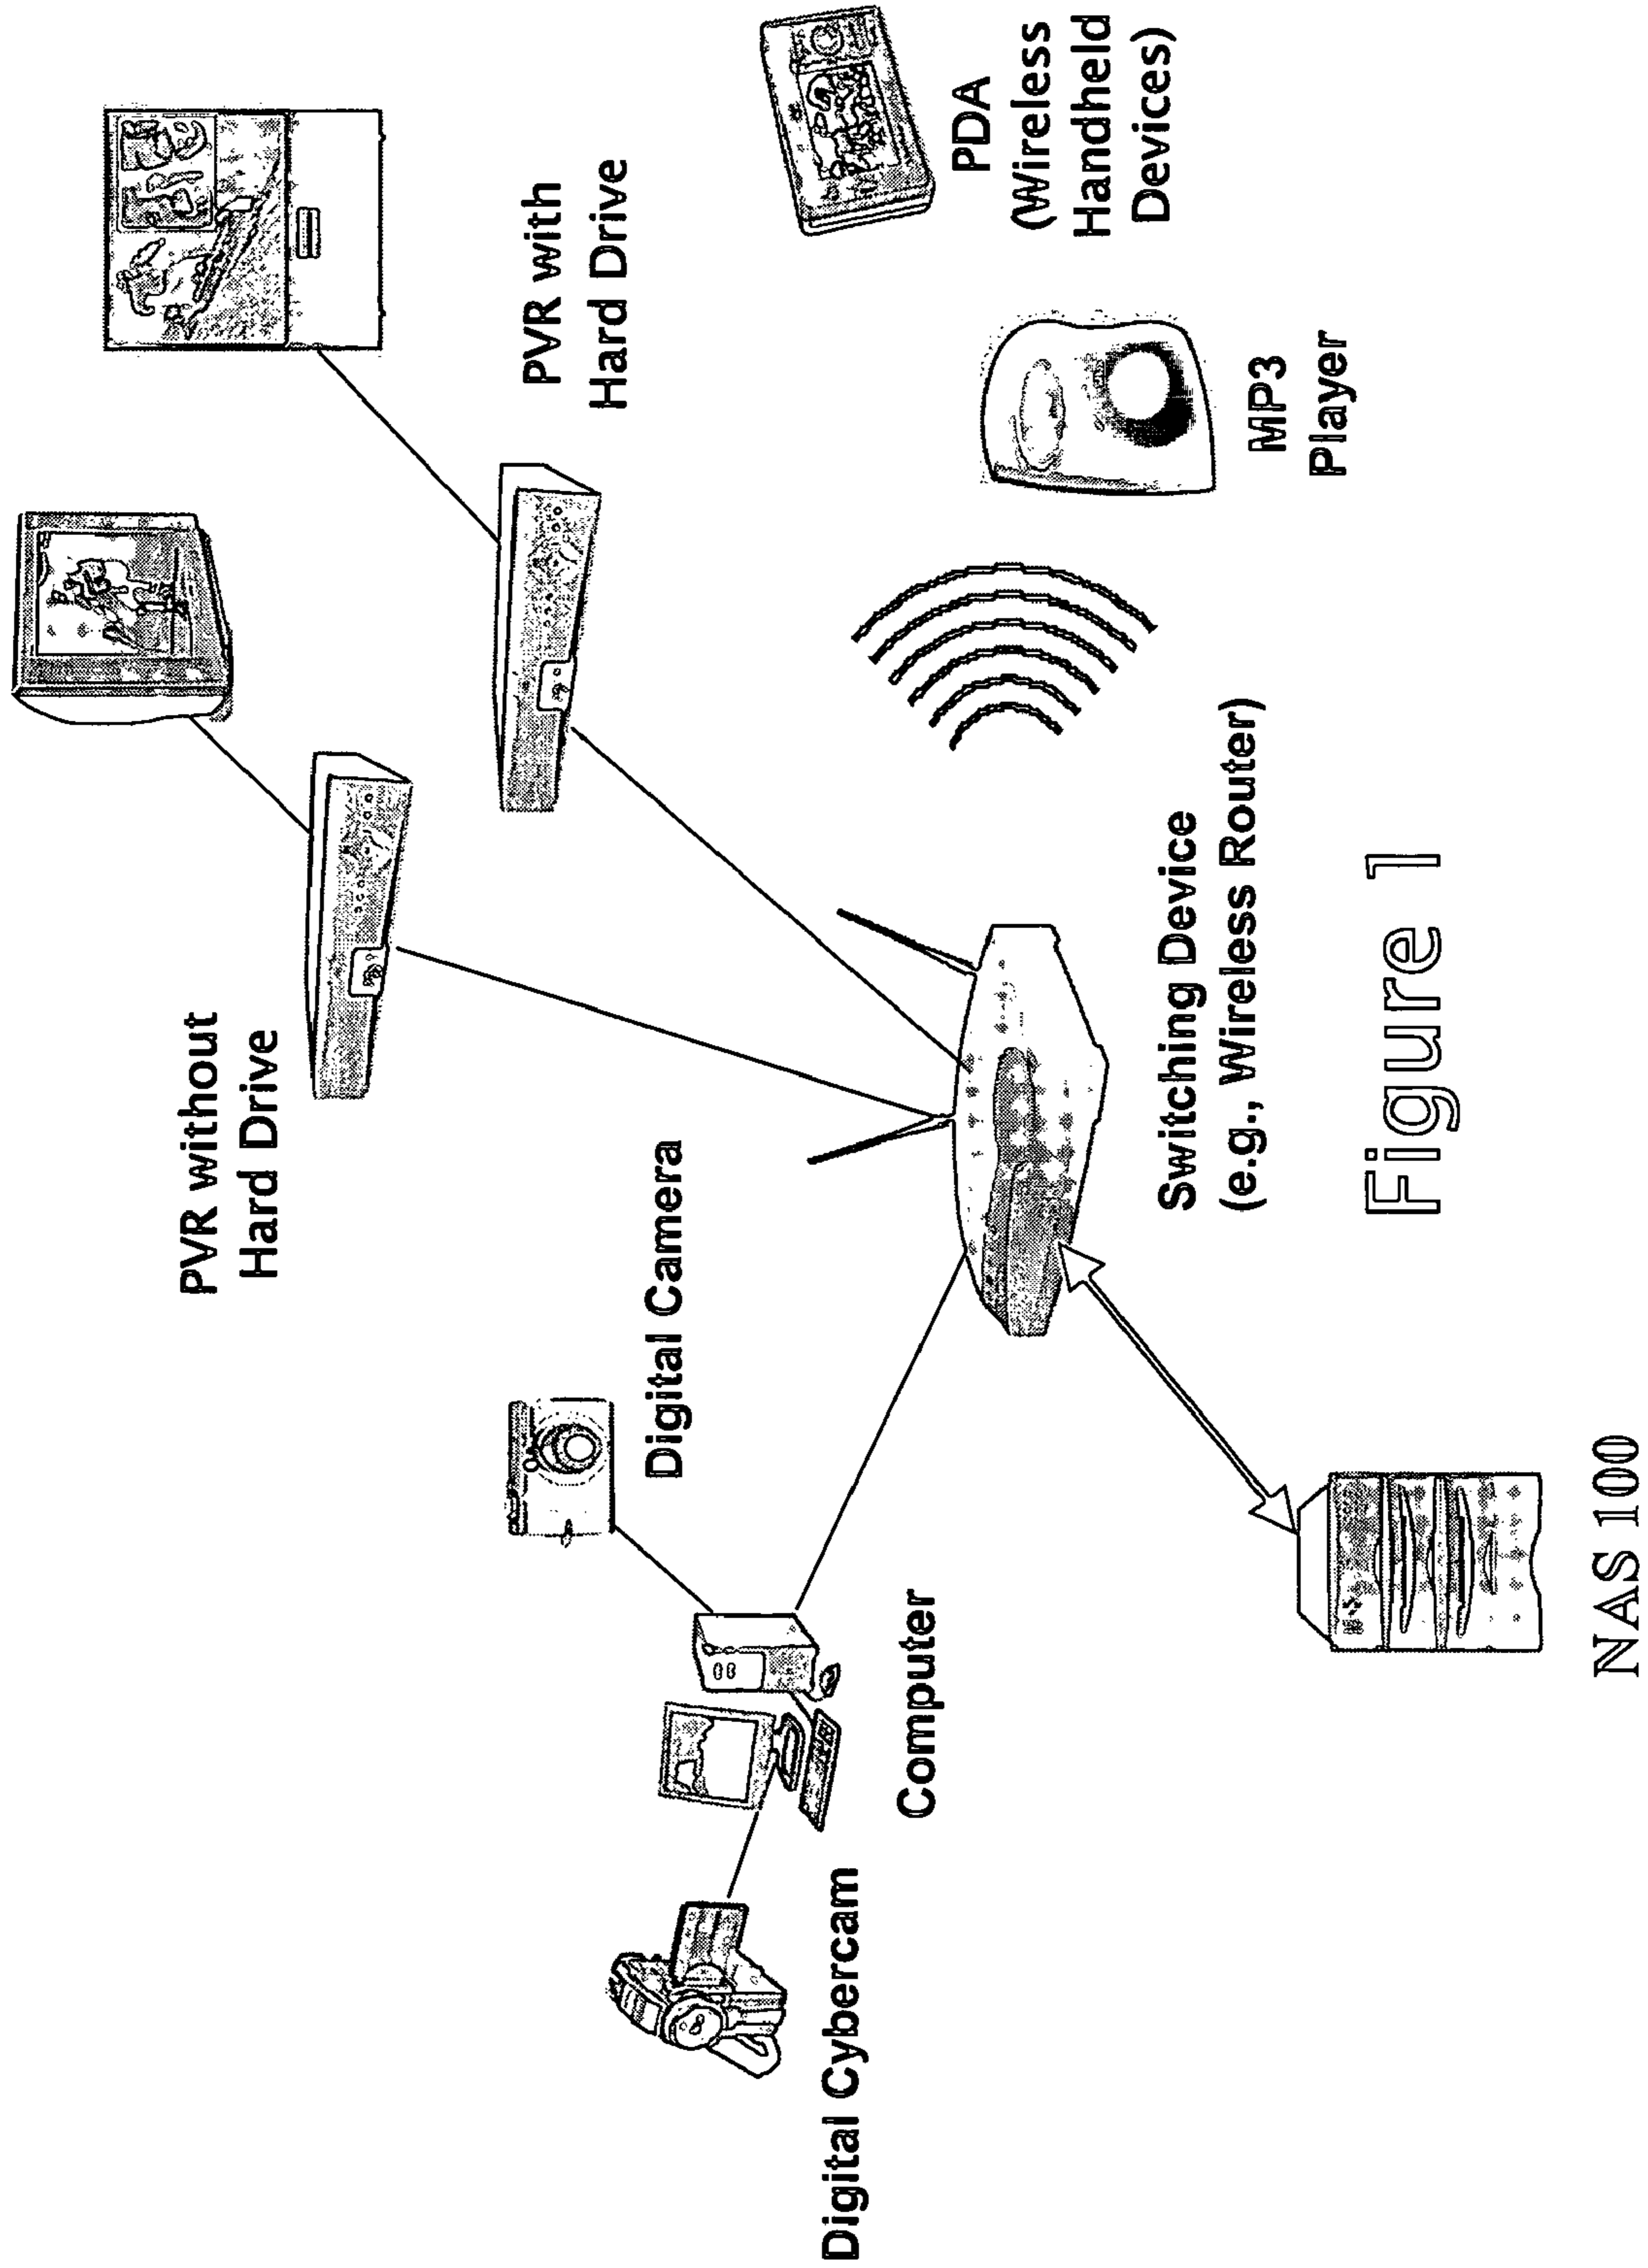 PVR without
Hard Drive
PVR with
Hard Drive
Digital Camera
Digital Cybercam
Computer
PDA
(Wireless
Handheld
Devices)
MP3
Player
Switching Device
(e.g., Wireless Router)
NAS 100
Figure 1